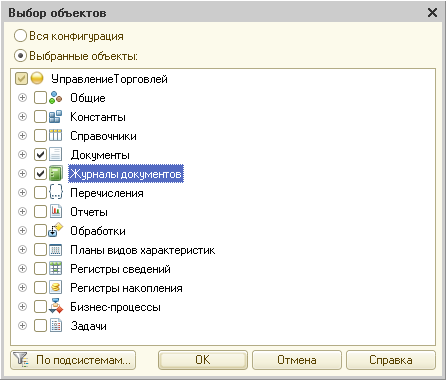 Выбор объектов
Вся конфигурация
Выбранные объекты:
УправлениеТорговлей
Общие
Константы
Справочники
Документы
Журналы документов
Перечисления
Отчеты
Обработки
Планы видов характеристик
Регистры сведений
Регистры накопления
Бизнес-процессы
Задачи
По подсистемам... OK Отмена Справка